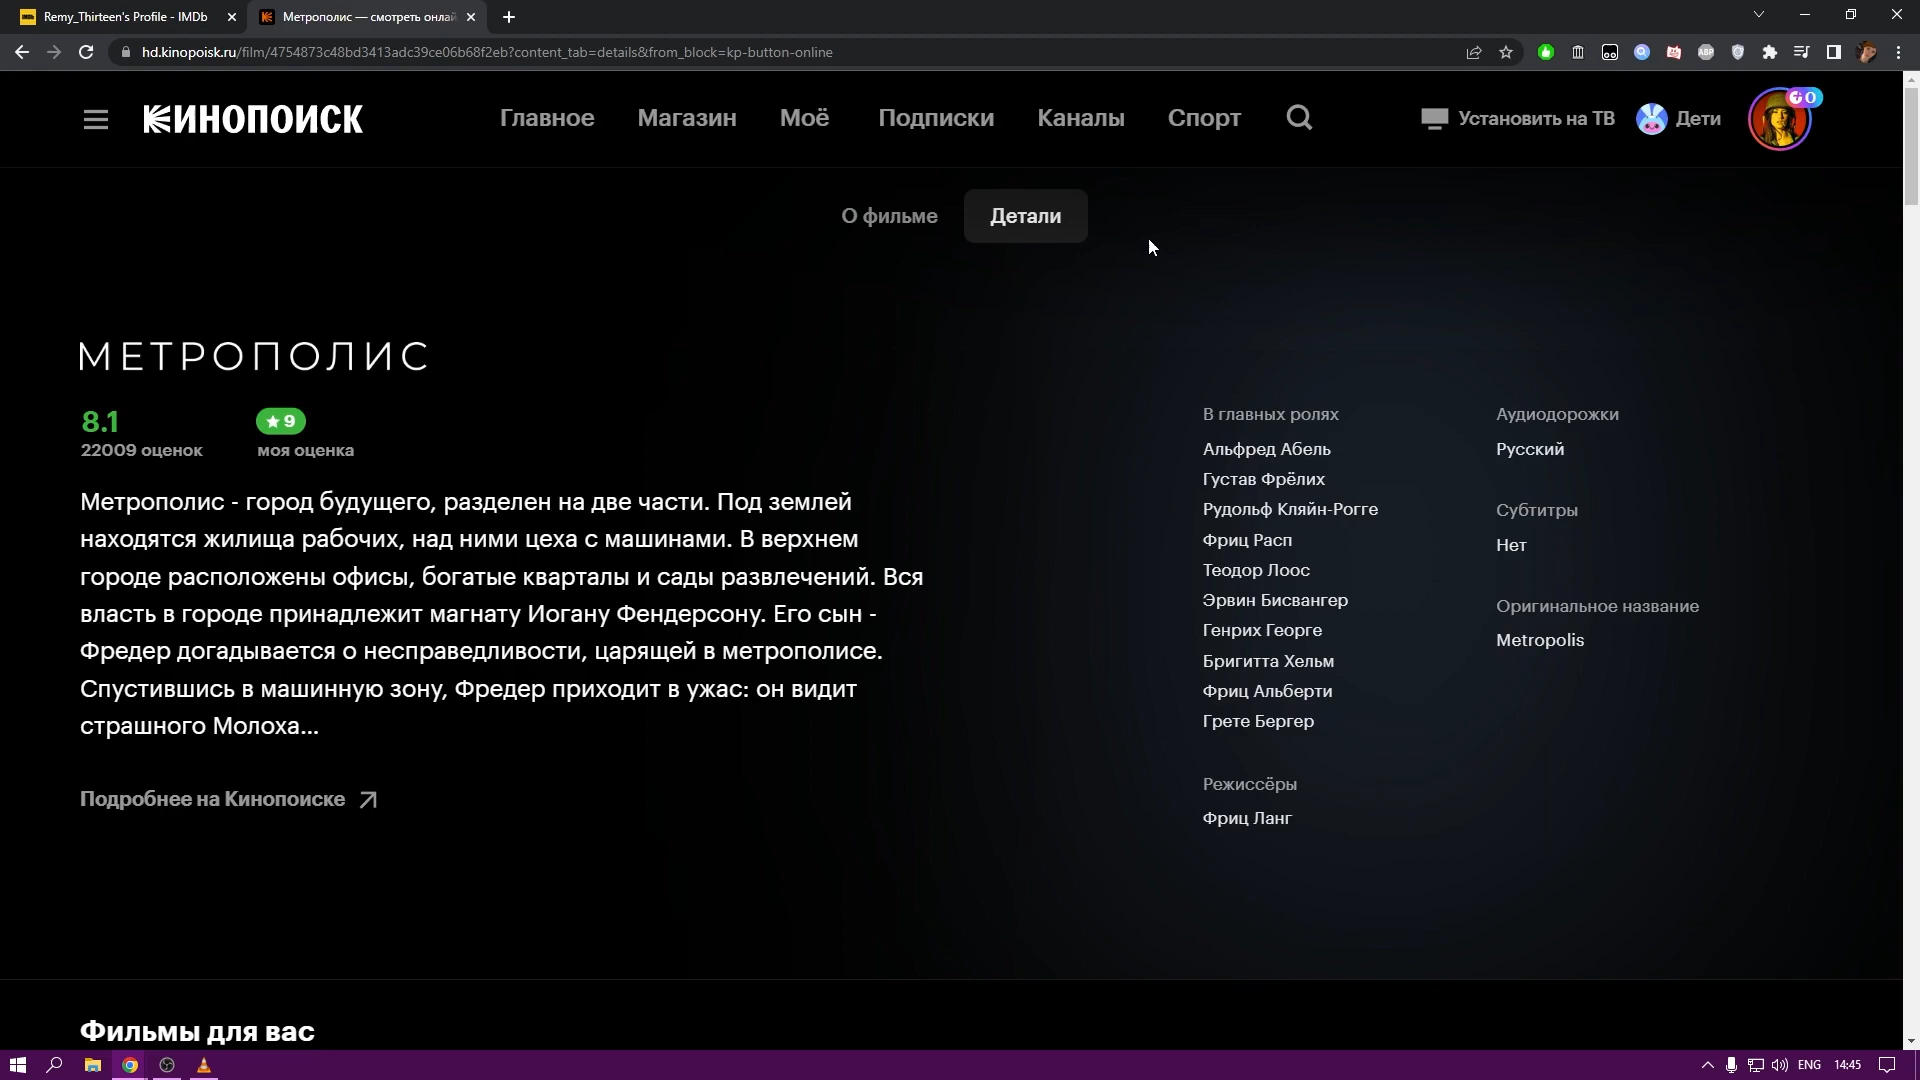 Remy_Thirteen's Profile - IMDb
Метрополис — смотреть онлай
hd.kinopoisk.ru/film/4754873c48bd3413adc39ce06b68f2eb?content_tab=details&from_block=kp-button-online
КИНОПОИСК
Главное
Магазин
Моё
Подписки
Каналы
Спорт
Установить на ТВ
Дети
0
О фильме
Детали
МЕТРОПОЛИС
8.1
22009 оценок
★ 9
моя оценка
Метрополис - город будущего, разделен на две части. Под землей
находятся жилища рабочих, над ними цеха с машинами. В верхнем
городе расположены офисы, богатые кварталы и сады развлечений. Вся
власть в городе принадлежит магнату Иогану Фендерсону. Его сын -
Фредер догадывается о несправедливости, царящей в метрополисе.
Спустившись в машинную зону, Фредер приходит в ужас: он видит
страшного Молоха...
Подробнее на Кинопоиске
В главных ролях
Альфред Абель
Густав Фрёлих
Рудольф Кляйн-Рогге
Фриц Расп
Теодор Лоос
Эрвин Бисвангер
Генрих Георге
Бригитта Хельм
Фриц Альберти
Грете Бергер
Режиссёры
Фриц Ланг
Аудиодорожки
Русский
Субтитры
Нет
Оригинальное название
Metropolis
Фильмы для вас
ENG
14:45